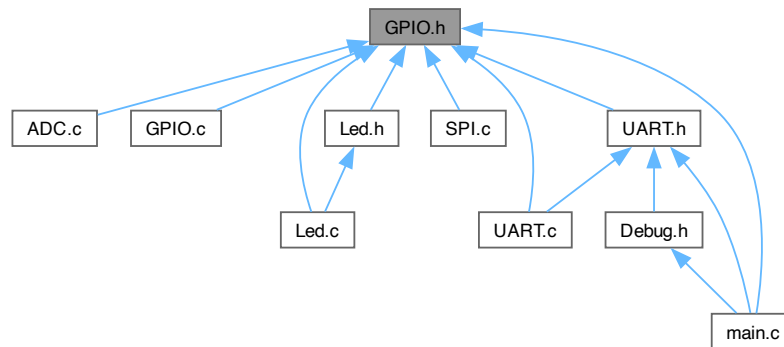 GPIO.h
ADC.c
GPIO.c
Led.h
SPI.c
UART.h
Led.c
UART.c
Debug.h
main.c